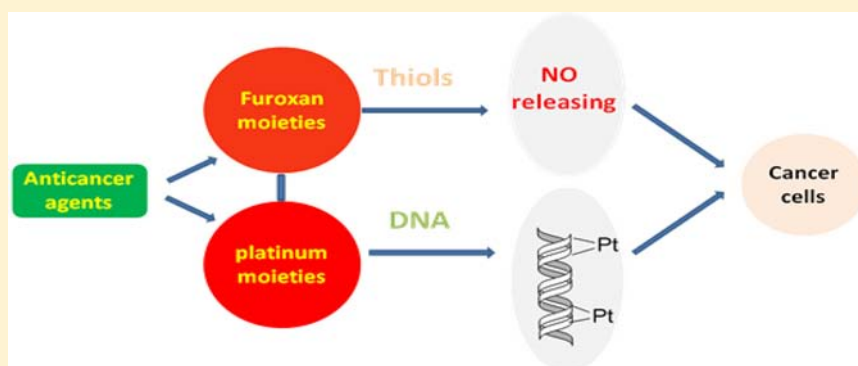 Anticancer
agents
Furoxan
moieties
Thiols
NO
releasing
platinum
moieties
DNA
Pt
Pt
Cancer
cells